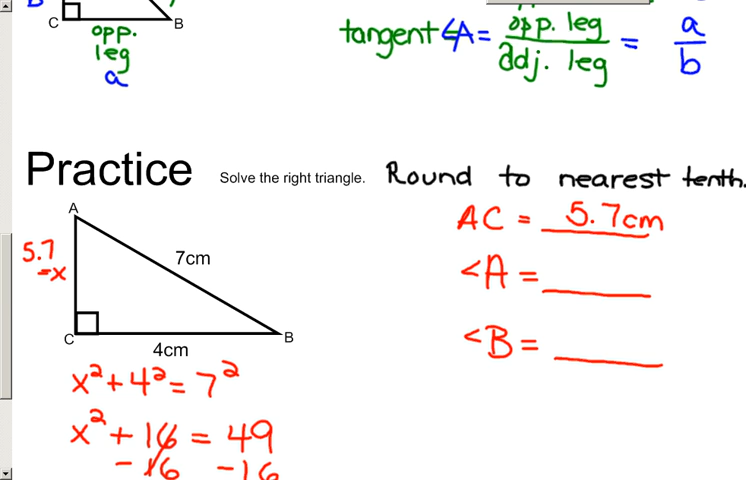 b
C
B
opp.
leg
a
tangent ∢A = opp. leg / adj. leg = a / b
Practice Solve the right triangle. Round to nearest tenth.
A
AC = 5.7cm
5.7
=x
7cm
<A =
C
B
4cm
<B =
x² + 4² = 7²
x² + 16 = 49
-16 -16